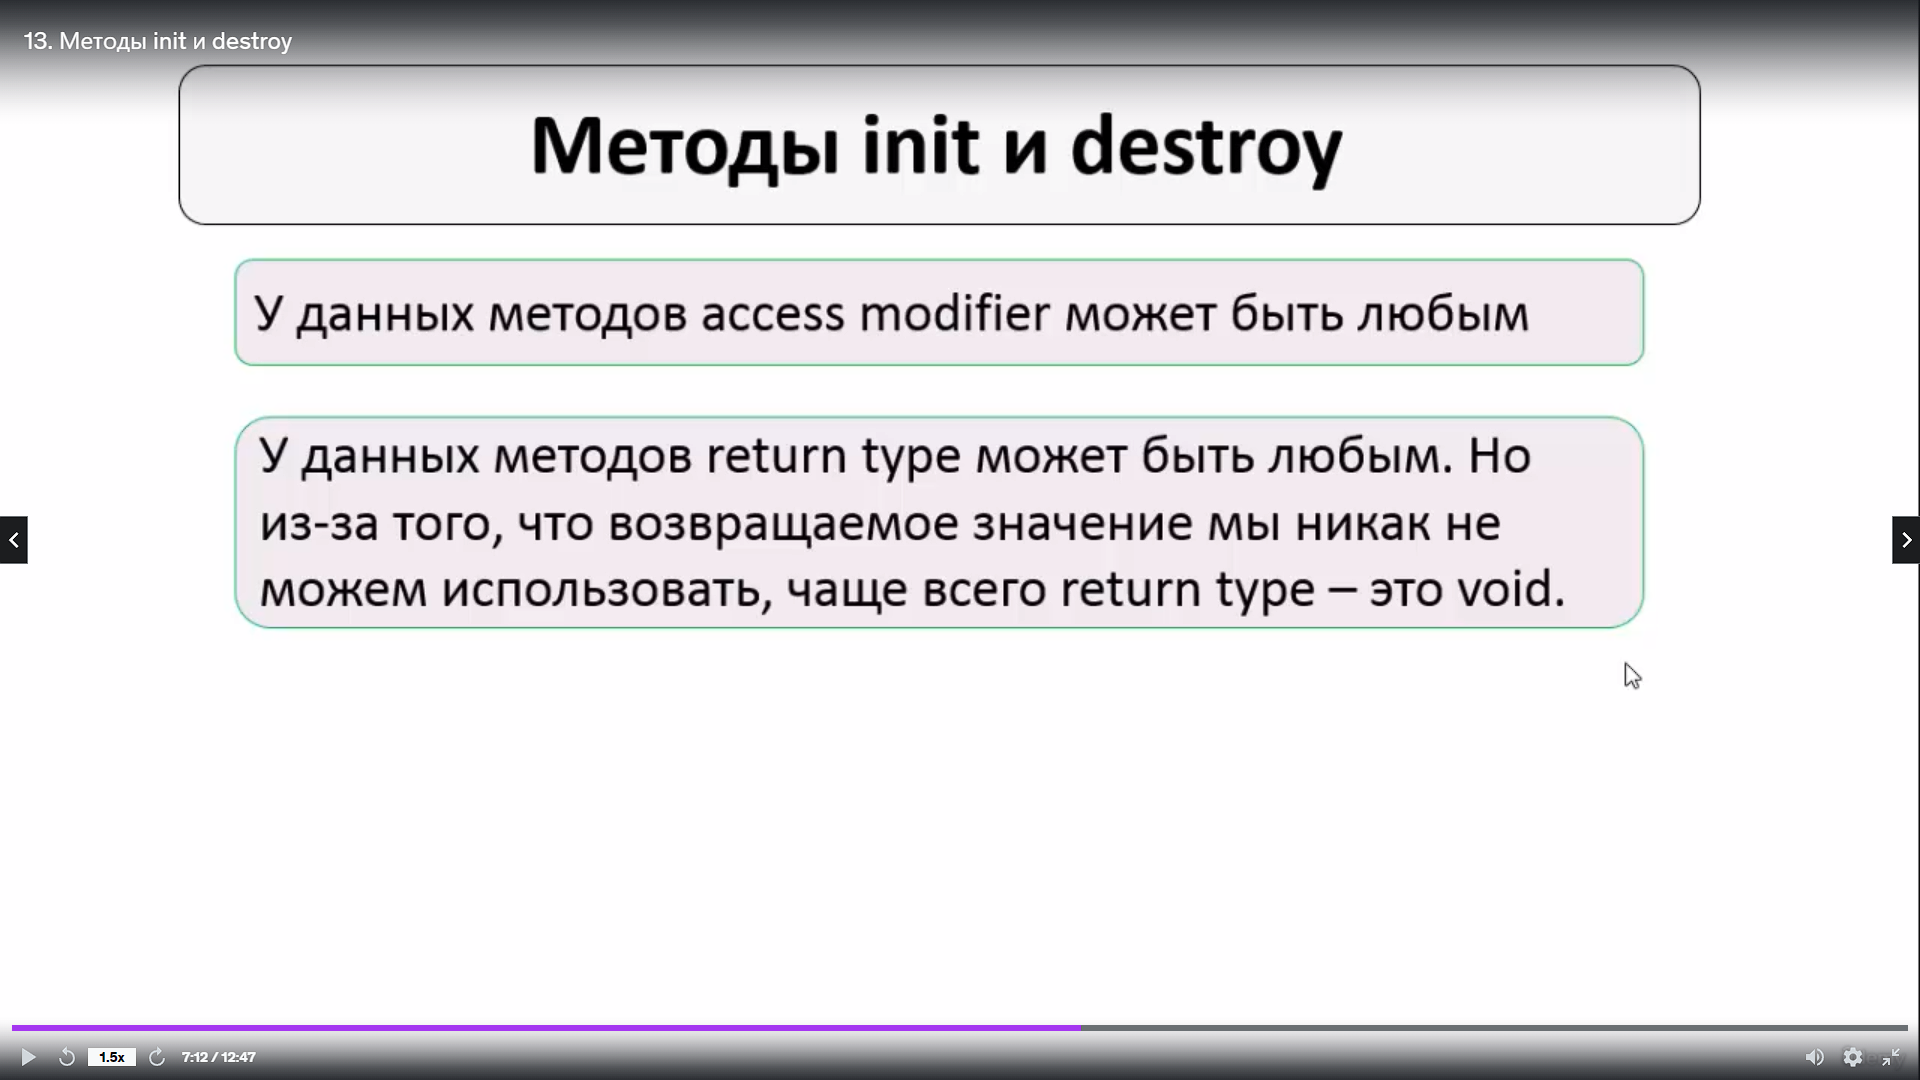 13. Методы init и destroy
Методы init и destroy
У данных методов access modifier может быть любым
У данных методов return type может быть любым. Но
из-за того, что возвращаемое значение мы никак не
можем использовать, чаще всего return type – это void.
1.5x
7:12 / 12:47